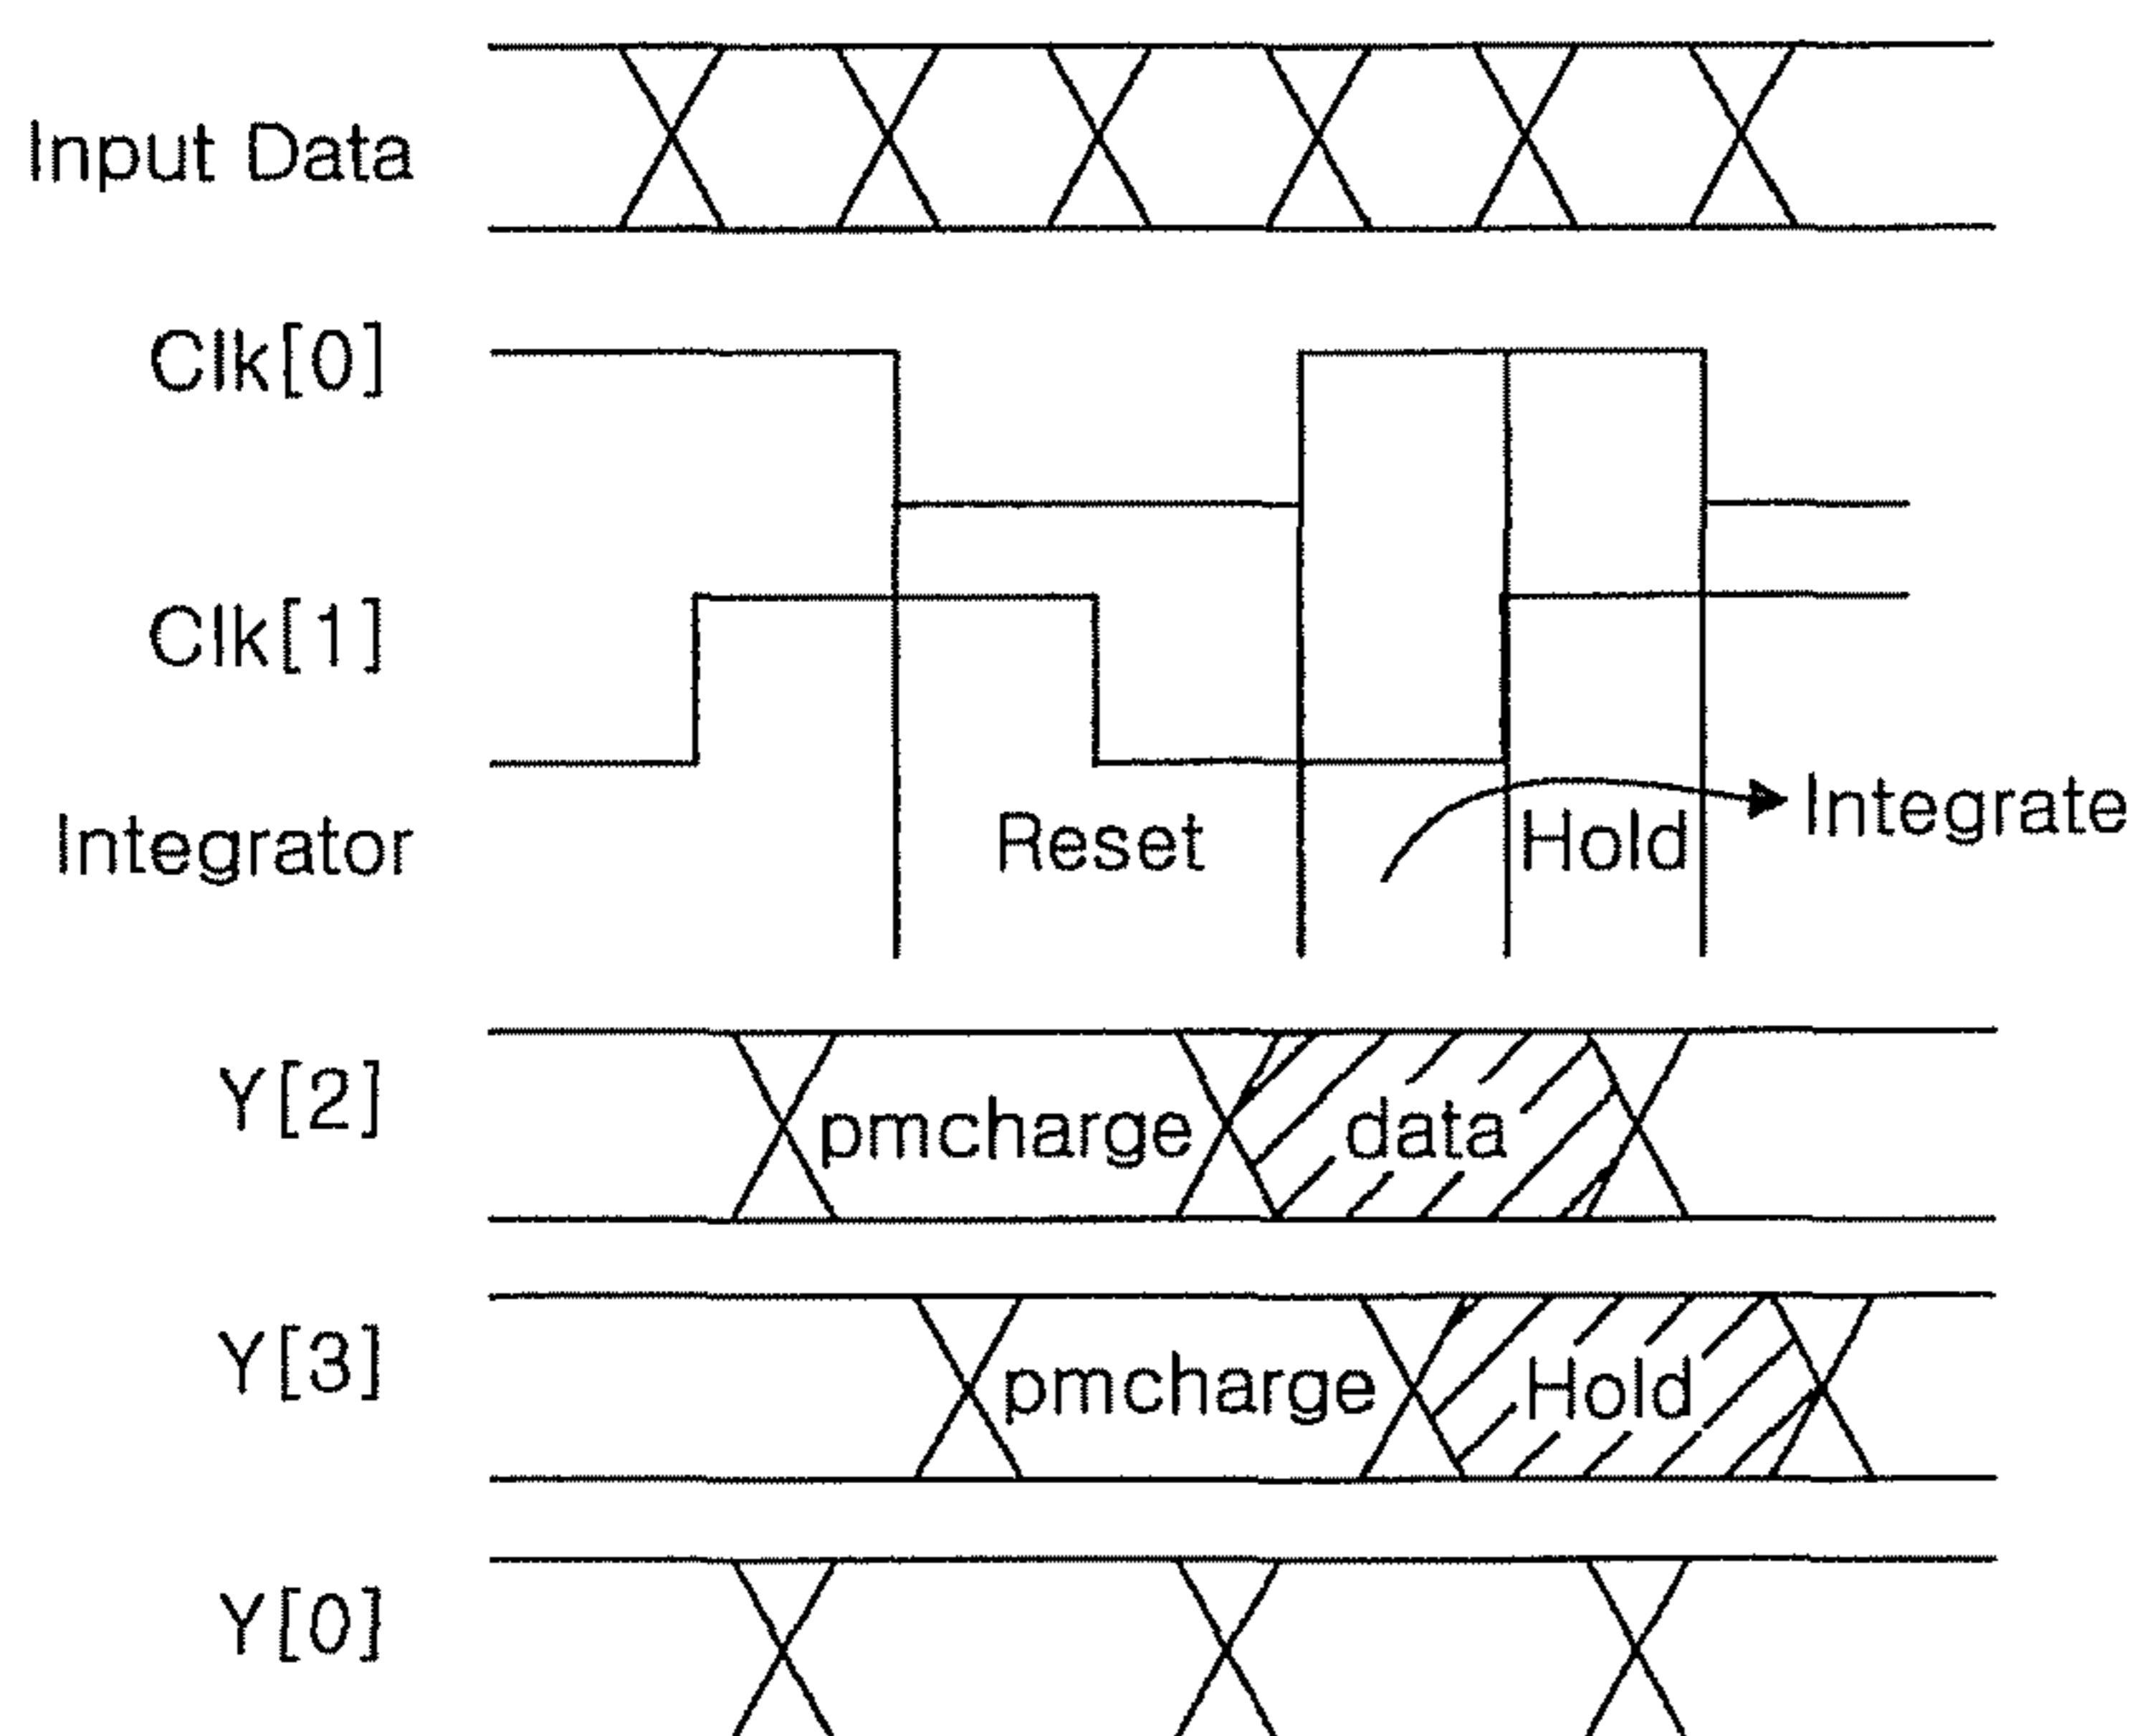 Input Data
Clk[0]
Clk[1]
Integrator
Reset
Hold
Integrate
Y[2]
pmcharge
data
Y[3]
pmcharge
Hold
Y[0]